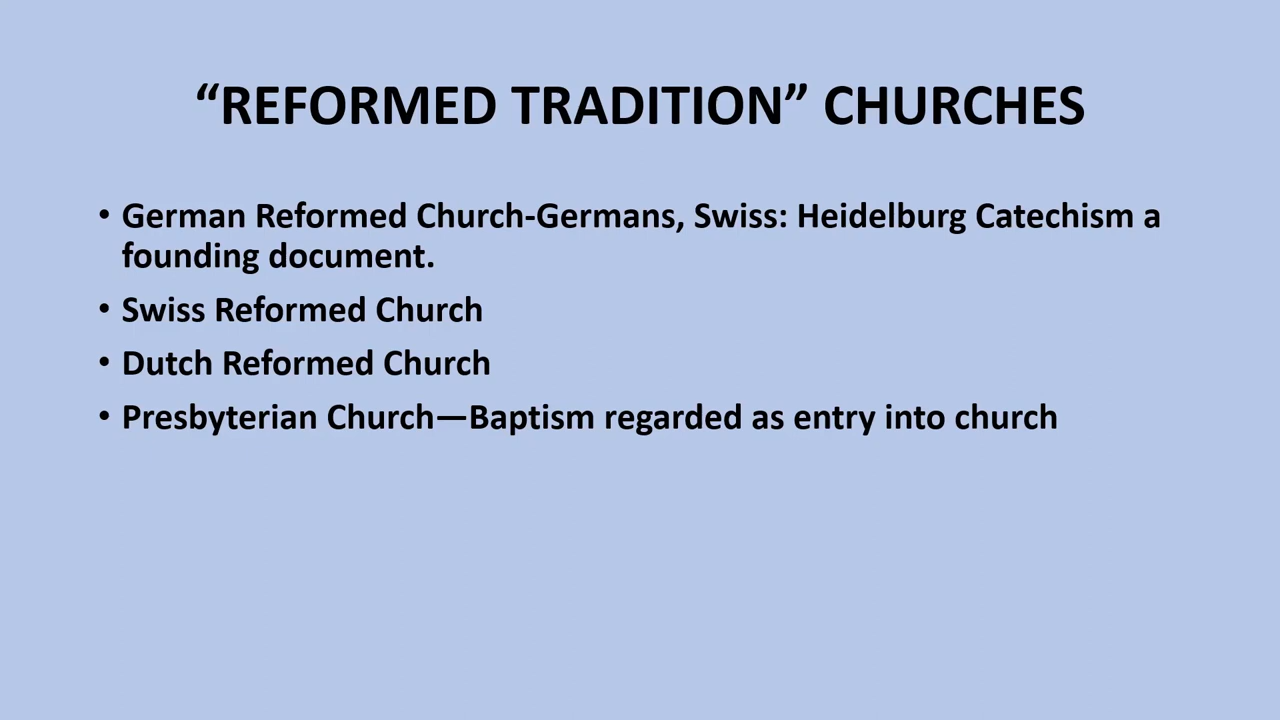 “REFORMED TRADITION” CHURCHES
• German Reformed Church-Germans, Swiss: Heidelburg Catechism a
founding document.
• Swiss Reformed Church
• Dutch Reformed Church
• Presbyterian Church—Baptism regarded as entry into church